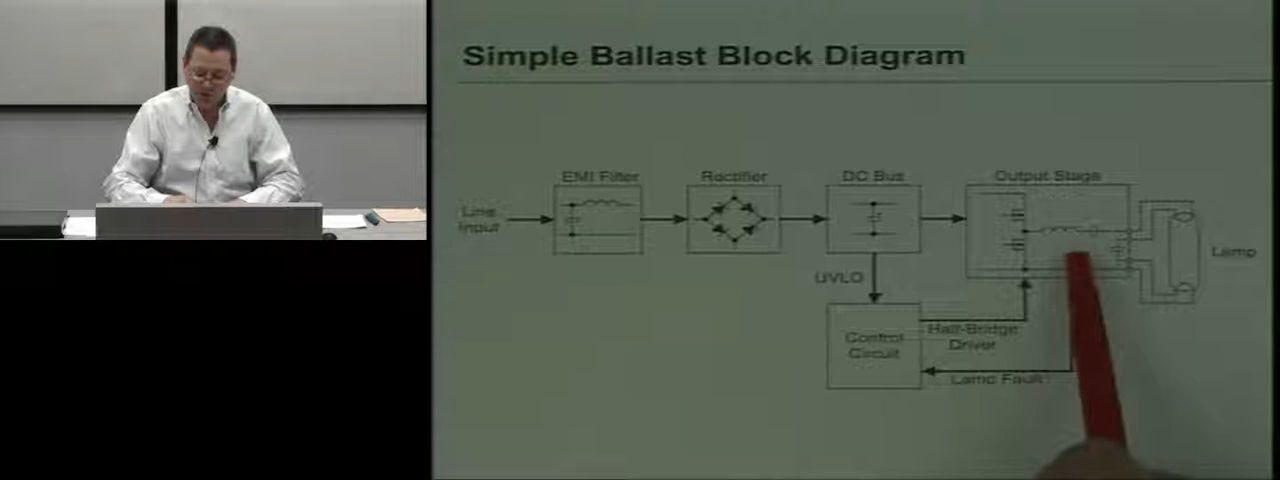 Simple Ballast Block Diagram
EMI Filter
Rectifier
DC Bus
Output Stage
Line
Input
Lamp
UVLO
Control
Circuit
Half-Bridge
Driver
Lamp Fault